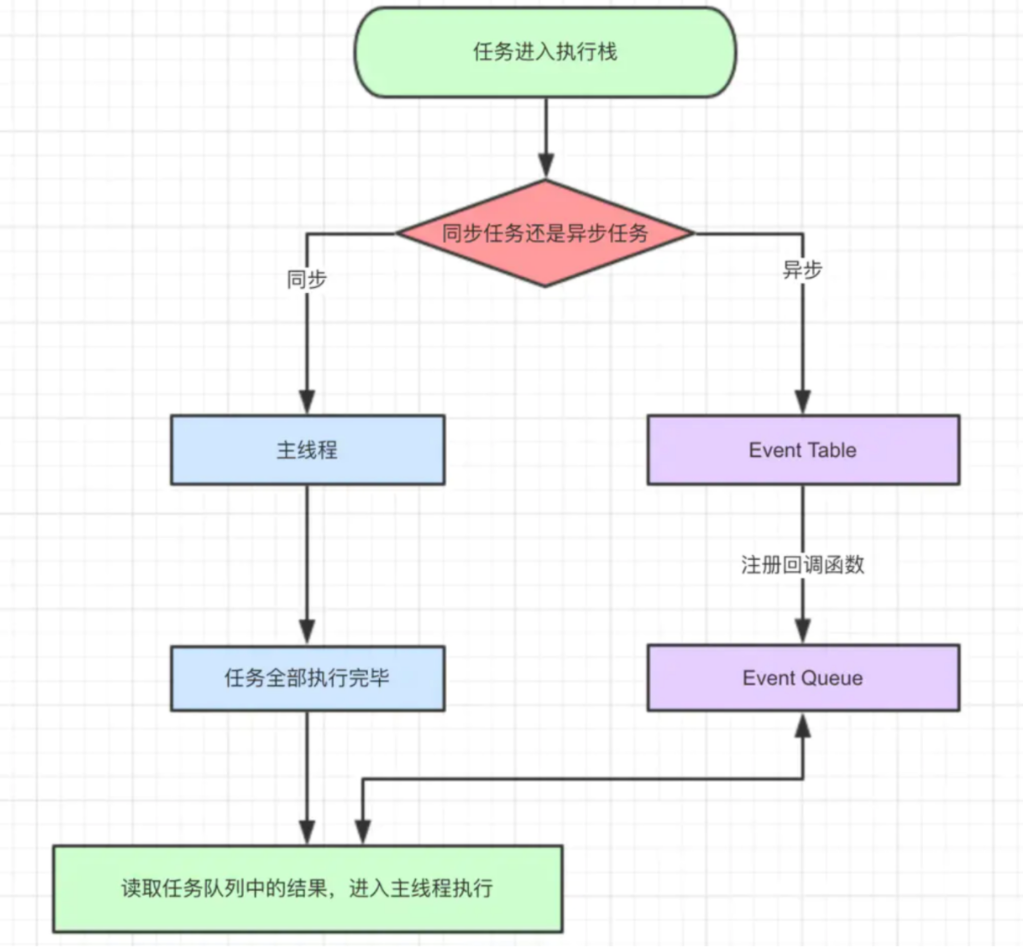 任务进入执行栈
同步任务还是异步任务
同步
异步
主线程
Event Table
注册回调函数
任务全部执行完毕
Event Queue
读取任务队列中的结果，进入主线程执行